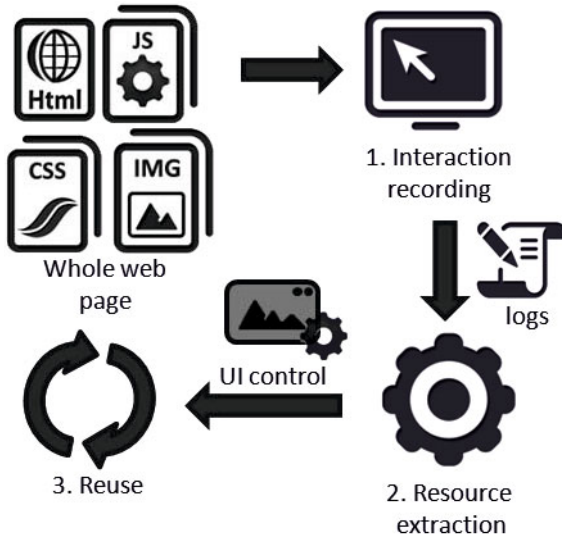 JS
Html
CSS
IMG
Whole web
page
1. Interaction
recording
logs
UI control
3. Reuse
2. Resource
extraction